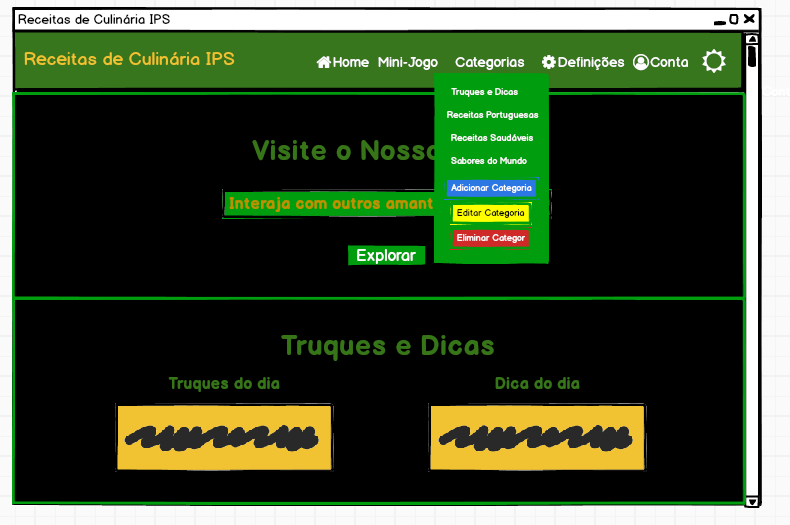 Receitas de Culinária IPS
Receitas de Culinária IPS
Home Mini-Jogo Categorias Definições Conta
Truques e Dicas
Receitas Portuguesas
Receitas Saudáveis
Sabores do Mundo
Adicionar Categoria
Editar Categoria
Eliminar Categor
Visite o Nosso
Interaja com outros amant
Explorar
Truques e Dicas
Truques do dia
Dica do dia